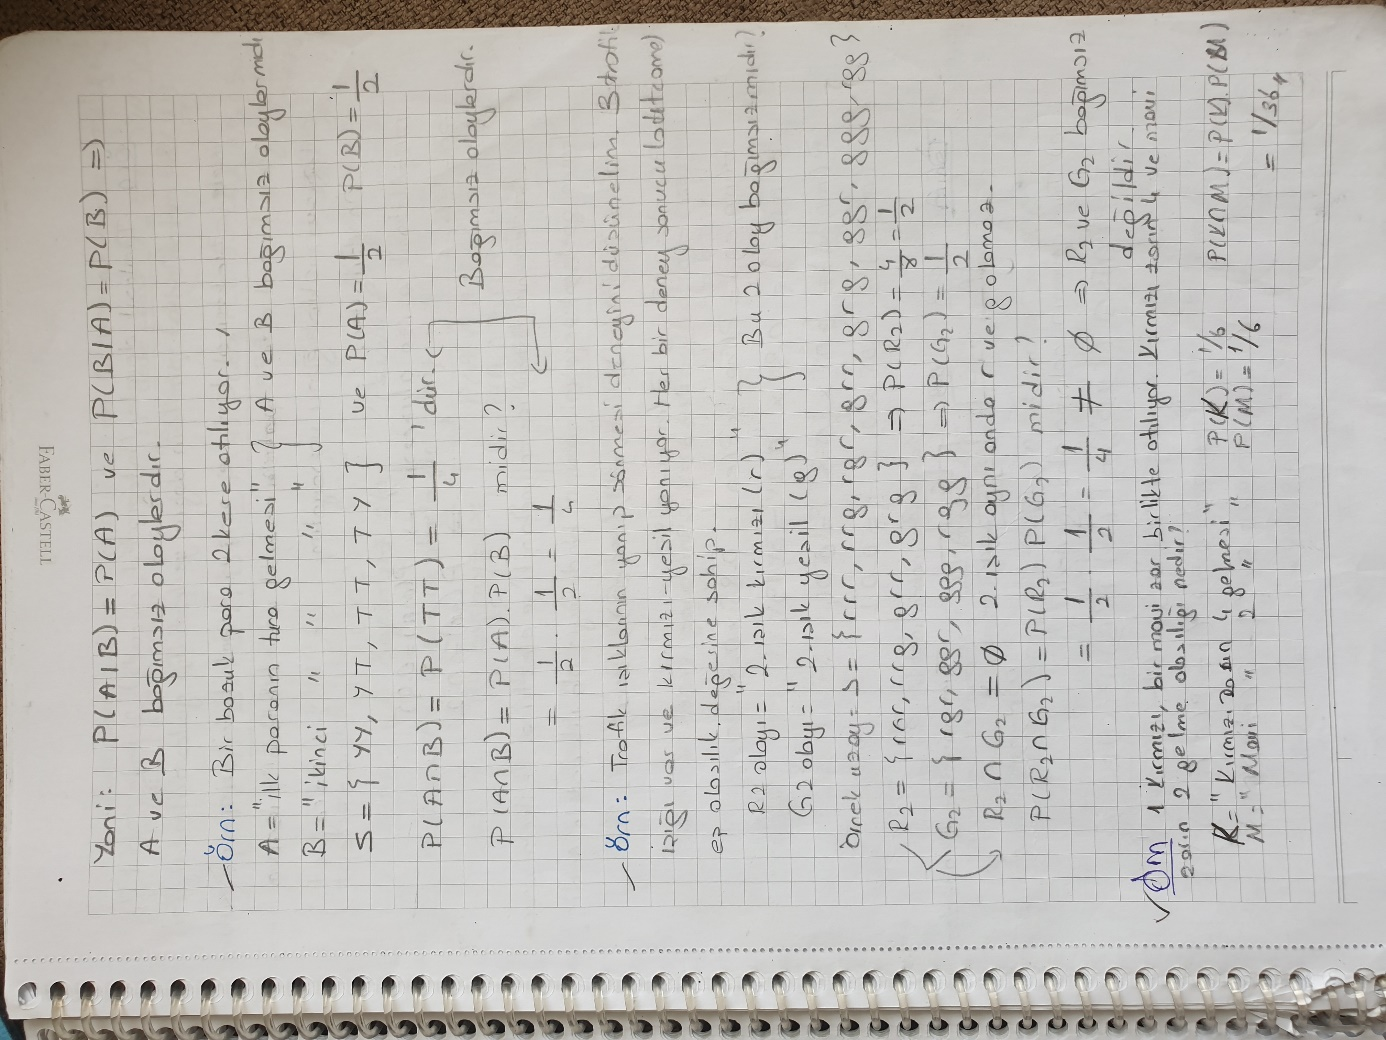 FABER-CASTELL
Yani: P(A|B) = P(A) ve P(B|A) = P(B) =>
A ve B bağımsız olaylardır.
Örn: Bir bozuk para 2 kere atılıyor.
A="ilk paranın tura gelmesi" } A ve B bağımsız olaylar mıdı
B="ikinci " " " " }
S = { YY, YT, TT, TY } ve P(A) = 1/2 P(B) = 1/2
P(A∩B) = P(TT) = 1/4 'dür.
P(A∩B) = P(A).P(B) midir? Bağımsız olaylardır.
= 1/2 . 1/2 = 1/4
Örn: Trafik ışıklarının yanıp sönmesi deneyini düşünelim. 3 trafik
ışığı var ve kırmızı-yeşil yanıyor. Her bir deney sonucu (outcome)
eş olasılık değerine sahip.
R2 olayı = "2. ışık kırmızı (r)" } Bu 2 olay bağımsız mıdır?
G2 olayı = "2. ışık yeşil (g)" }
Örnek uzay = S = { rrr, rrg, rgr, grr, grg, ggr, ggg, rgg }
R2 = { rrr, rrg, grr, grg } => P(R2) = 4/8 = 1/2
G2 = { rgr, ggr, ggg, rgg } => P(G2) = 1/2
R2 ∩ G2 = ∅ 2. ışık aynı anda r ve g olamaz.
P(R2∩G2) = P(R2) P(G2) midir?
= 1/2 . 1/2 = 1/4 ≠ ∅ => R2 ve G2 bağımsız
değildir
Örn 1 kırmızı, bir mavi zar birlikte atılıyor. Kırmızı zarın 4 ve mavi
zarın 2 gelme olasılığı nedir?
K = "Kırmızı zarın 4 gelmesi" P(K) = 1/6 P(K∩M) = P(K).P(M)
M = "Mavi " 2 " " P(M) = 1/6 = 1/36